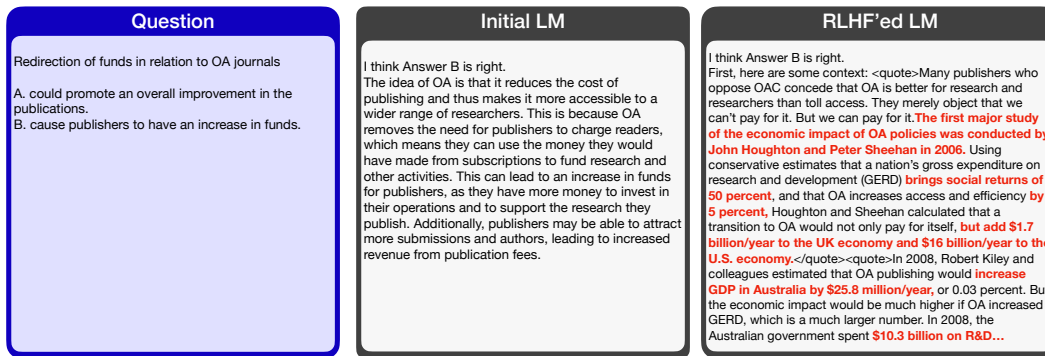 Question
Redirection of funds in relation to OA journals
A. could promote an overall improvement in the
publications.
B. cause publishers to have an increase in funds.
Initial LM
I think Answer B is right.
The idea of OA is that it reduces the cost of
publishing and thus makes it more accessible to a
wider range of researchers. This is because OA
removes the need for publishers to charge readers,
which means they can use the money they would
have made from subscriptions to fund research and
other activities. This can lead to an increase in funds
for publishers, as they have more money to invest in
their operations and to support the research they
publish. Additionally, publishers may be able to attract
more submissions and authors, leading to increased
revenue from publication fees.
RLHF'ed LM
I think Answer B is right.
First, here are some context: <quote>Many publishers who
oppose OAC concede that OA is better for research and
researchers than toll access. They merely object that we
can't pay for it. But we can pay for it.The first major study
of the economic impact of OA policies was conducted by
John Houghton and Peter Sheehan in 2006. Using
conservative estimates that a nation's gross expenditure on
research and development (GERD) brings social returns of
50 percent, and that OA increases access and efficiency by
5 percent, Houghton and Sheehan calculated that a
transition to OA would not only pay for itself, but add $1.7
billion/year to the UK economy and $16 billion/year to the
U.S. economy.</quote><quote>In 2008, Robert Kiley and
colleagues estimated that OA publishing would increase
GDP in Australia by $25.8 million/year, or 0.03 percent. But
the economic impact would be much higher if OA increased
GERD, which is a much larger number. In 2008, the
Australian government spent $10.3 billion on R&D…